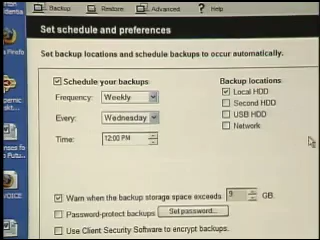 Backup Restore Advanced ? Help
Set schedule and preferences
Set backup locations and schedule backups to occur automatically.
Schedule your backups
Backup locations
Frequency: Weekly
Local HDD
Second HDD
Every: Wednesday
USB HDD
Network
Time: 12:00 PM
Warn when the backup storage space exceeds 9 GB.
Password-protect backups Set password...
Use Client Security Software to encrypt backups.